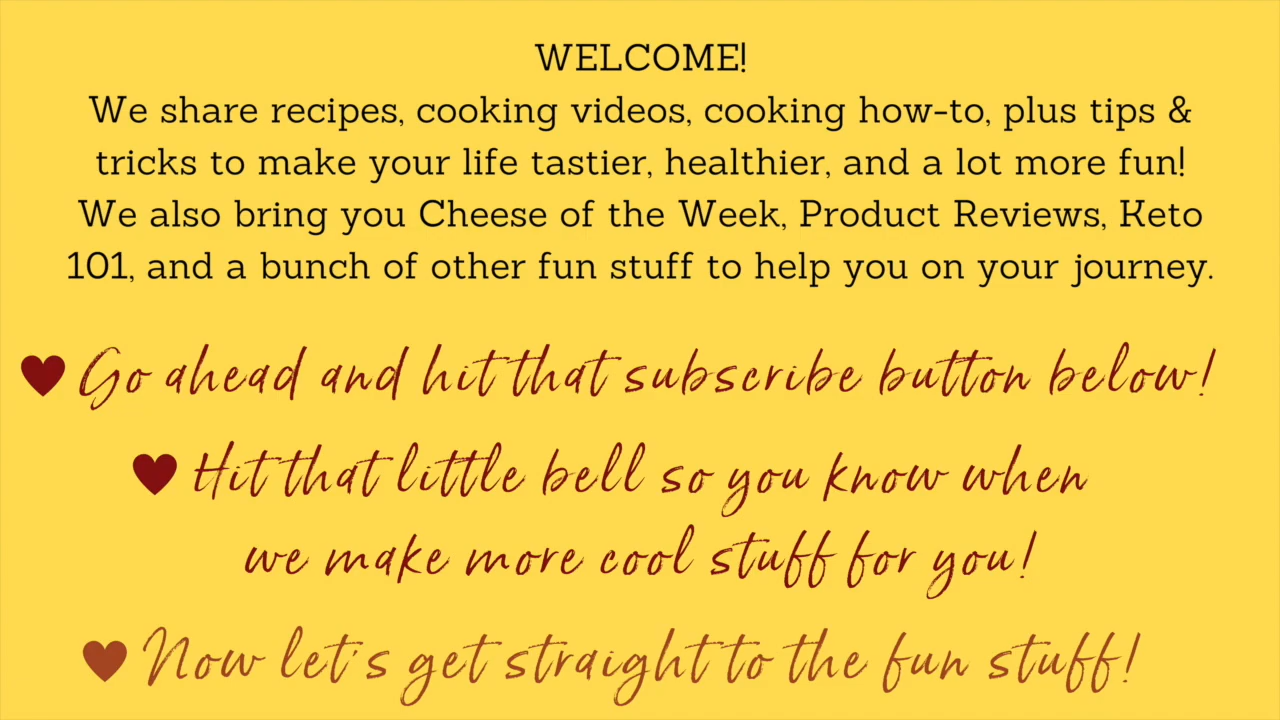 WELCOME!
We share recipes, cooking videos, cooking how-to, plus tips &
tricks to make your life tastier, healthier, and a lot more fun!
We also bring you Cheese of the Week, Product Reviews, Keto
101, and a bunch of other fun stuff to help you on your journey.
Go ahead and hit that subscribe button below!
Hit that little bell so you know when
we make more cool stuff for you!
Now let's get straight to the fun stuff!